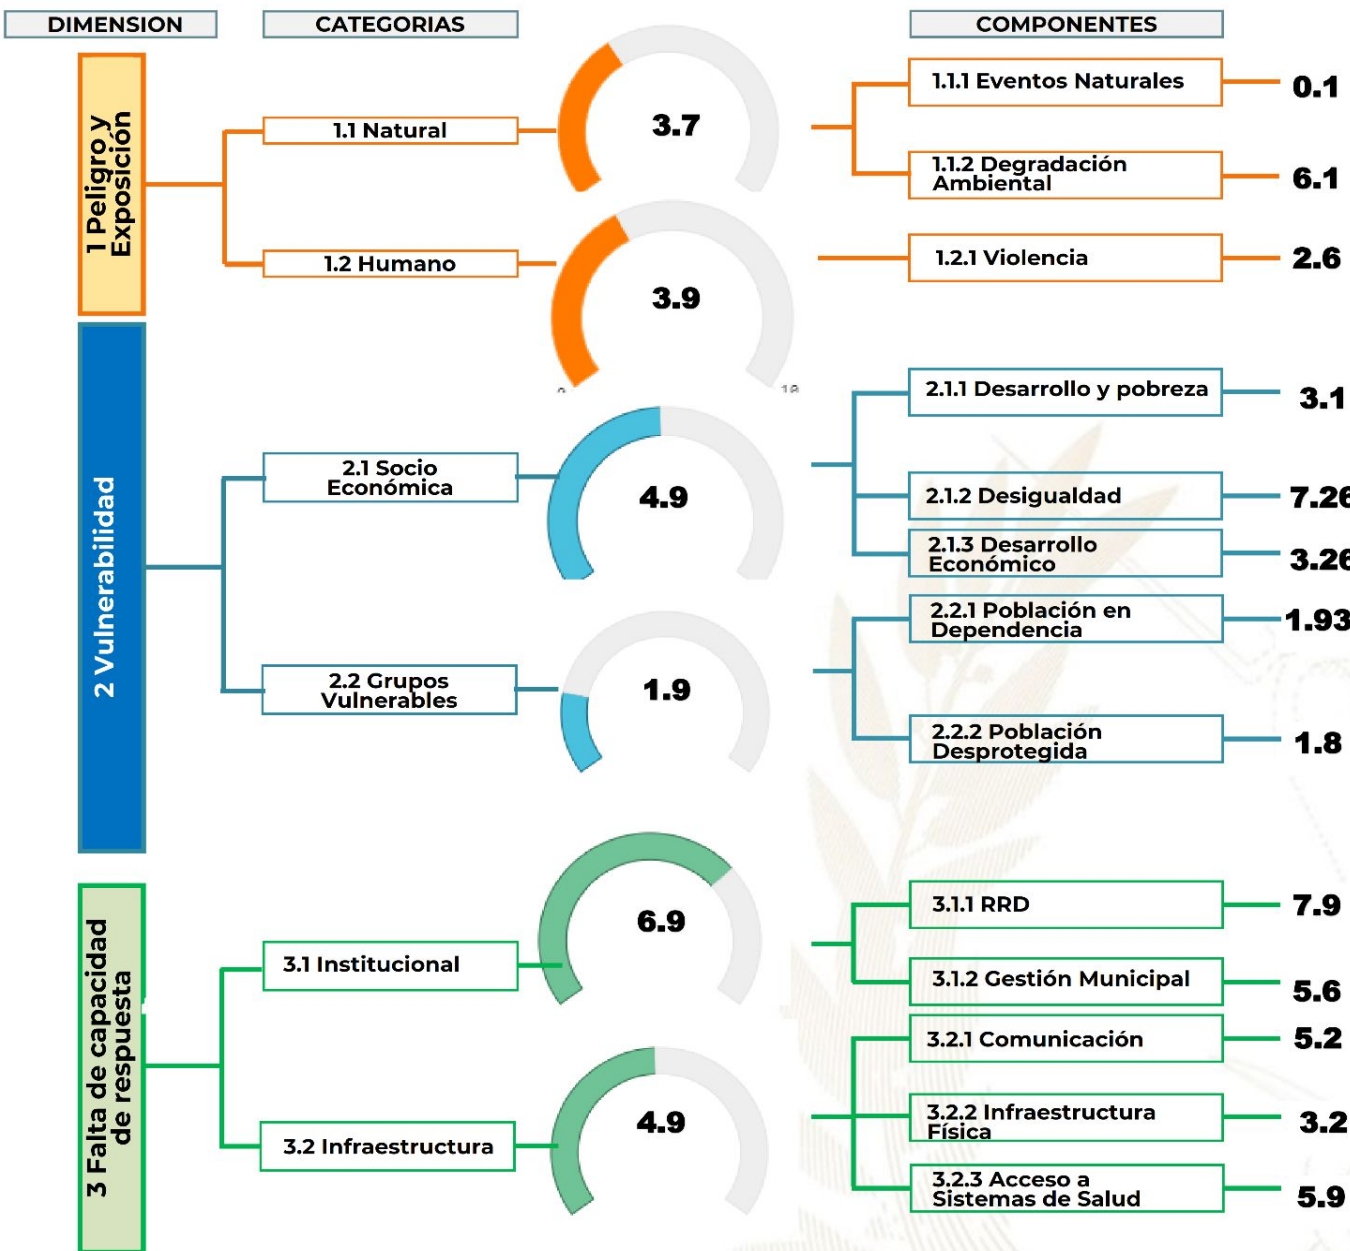 DIMENSION
CATEGORIAS
COMPONENTES
1 Peligro y
Exposición
1.1 Natural
3.7
1.1.1 Eventos Naturales
0.1
1.1.2 Degradación
Ambiental
6.1
1.2 Humano
3.9
1.2.1 Violencia
2.6
2 Vulnerabilidad
2.1 Socio
Económica
4.9
2.1.1 Desarrollo y pobreza
3.1
2.1.2 Desigualdad
7.26
2.1.3 Desarrollo
Económico
3.26
2.2 Grupos
Vulnerables
1.9
2.2.1 Población en
Dependencia
1.93
2.2.2 Población
Desprotegida
1.8
3 Falta de capacidad
de respuesta
3.1 Institucional
6.9
3.1.1 RRD
7.9
3.1.2 Gestión Municipal
5.6
3.2 Infraestructura
4.9
3.2.1 Comunicación
5.2
3.2.2 Infraestructura
Física
3.2
3.2.3 Acceso a
Sistemas de Salud
5.9